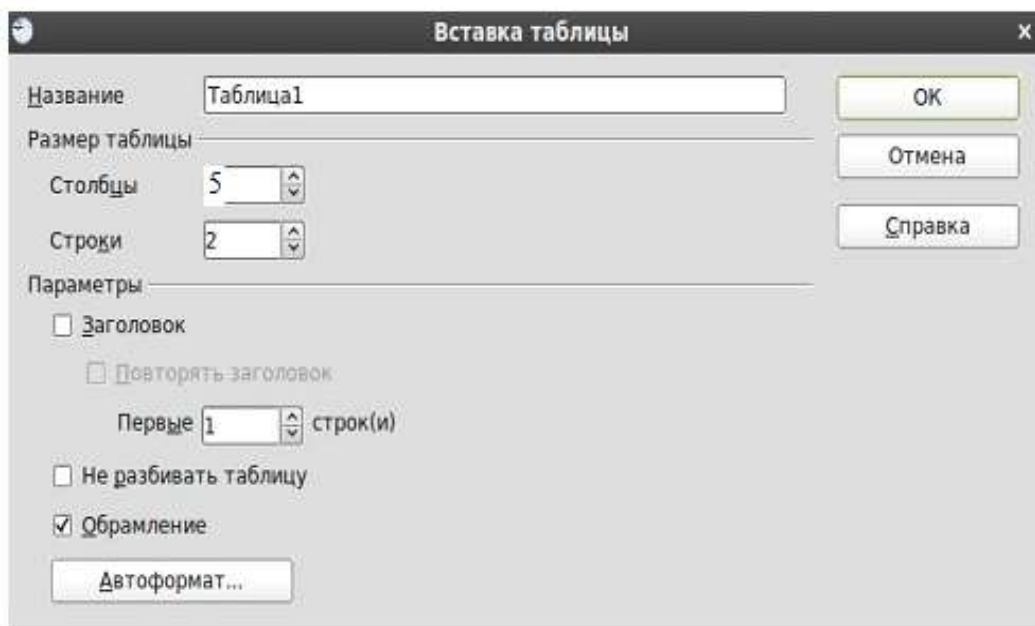 Вставка таблицы
Название Таблица1
ОК
Размер таблицы
Отмена
Столбцы 5
Строки 2
Справка
Параметры
Заголовок
Повторять заголовок
Первые 1 строк(и)
Не разбивать таблицу
Обрамление
Автоформат...